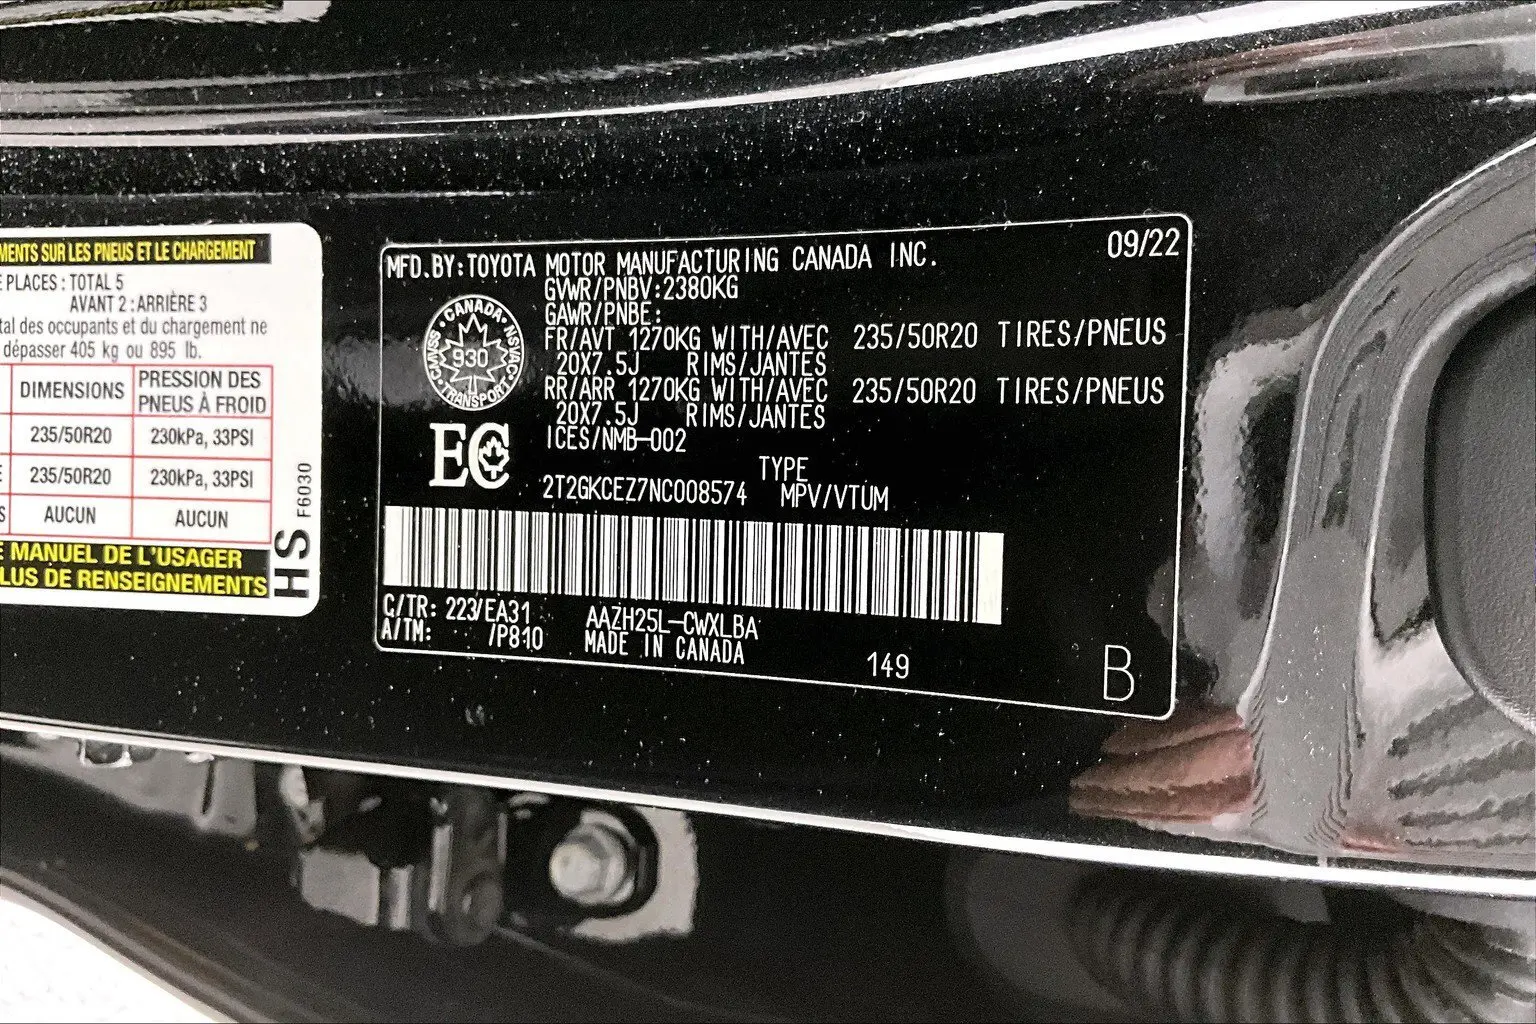 MENTS SUR LES PNEUS ET LE CHARGEMENT
PLACES : TOTAL 5
AVANT 2 : ARRIÈRE 3
tal des occupants et du chargement ne
dépasser 405 kg ou 895 lb.
DIMENSIONS PRESSION DES PNEUS À FROID
235/50R20 230kPa, 33PSI
235/50R20 230kPa, 33PSI
AUCUN AUCUN
MANUEL DE L'USAGER
LUS DE RENSEIGNEMENTS
HS F6030
MFD.BY:TOYOTA MOTOR MANUFACTURING CANADA INC. 09/22
GVWR/PNBV:2380KG
GAWR/PNBE:
FR/AVT 1270KG WITH/AVEC 235/50R20 TIRES/PNEUS
20X7.5J RIMS/JANTES
RR/ARR 1270KG WITH/AVEC 235/50R20 TIRES/PNEUS
20X7.5J RIMS/JANTES
ICES/NMB-002
CANADA
CMVSS 930 NSVAC
TRANSPORT
EC
TYPE
2T2GKCEZ7NC008574 MPV/VTUM
C/TR: 223/EA31 AAZH25L-CWXLBA
A/TM: /P810 MADE IN CANADA
149
B